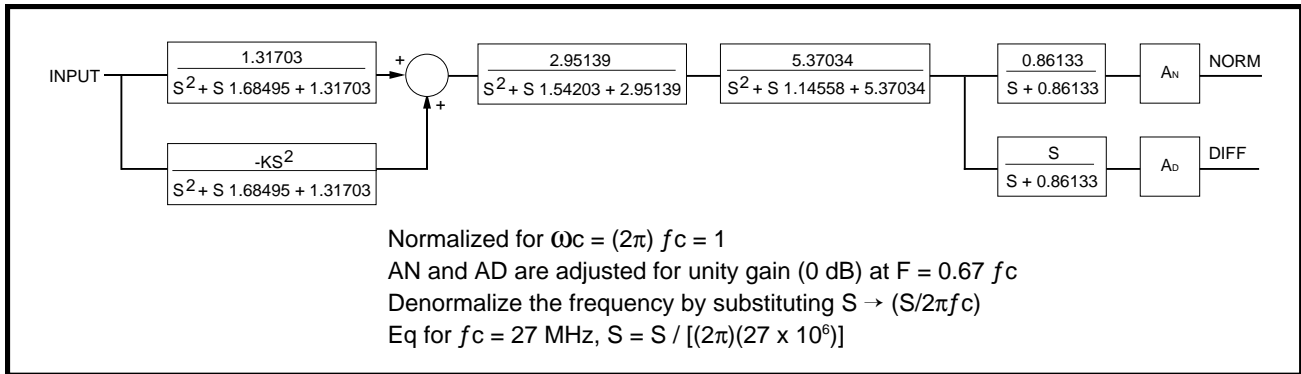 INPUT
1.31703
S² + S 1.68495 + 1.31703
+
+
-KS²
S² + S 1.68495 + 1.31703
2.95139
S² + S 1.54203 + 2.95139
5.37034
S² + S 1.14558 + 5.37034
0.86133
S + 0.86133
AN
NORM
S
S + 0.86133
AD
DIFF
Normalized for ωc = (2π) ƒc = 1
AN and AD are adjusted for unity gain (0 dB) at F = 0.67 ƒc
Denormalize the frequency by substituting S → (S/2πƒc)
Eq for ƒc = 27 MHz, S = S / [(2π)(27 x 10⁶)]